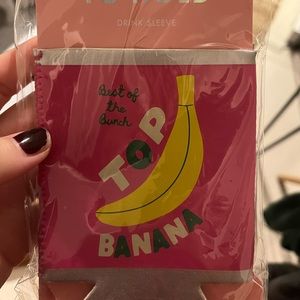 DRINK SLEEVE
Best of
the
Bunch
TOP
BANANA